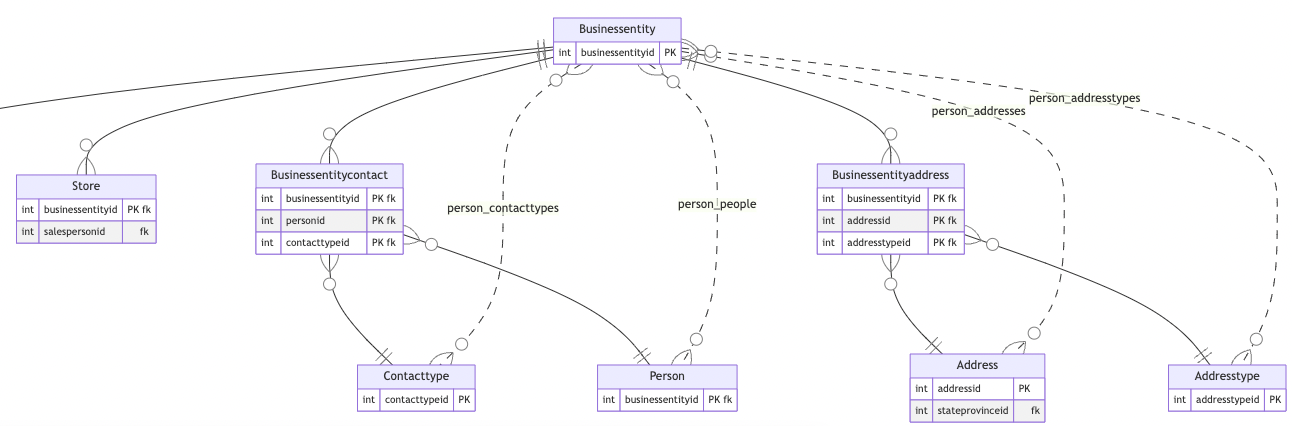 Businessentity
int businessentityid PK
person_addresstypes
person_addresses
Store
int businessentityid PK fk
int salespersonid fk
Businessentitycontact
int businessentityid PK fk
int personid PK fk
int contacttypeid PK fk
person_contacttypes
person_people
Businessentityaddress
int businessentityid PK fk
int addressid PK fk
int addresstypeid PK fk
Contacttype
int contacttypeid PK
Person
int businessentityid PK fk
Address
int addressid PK
int stateprovinceid fk
Addresstype
int addresstypeid PK